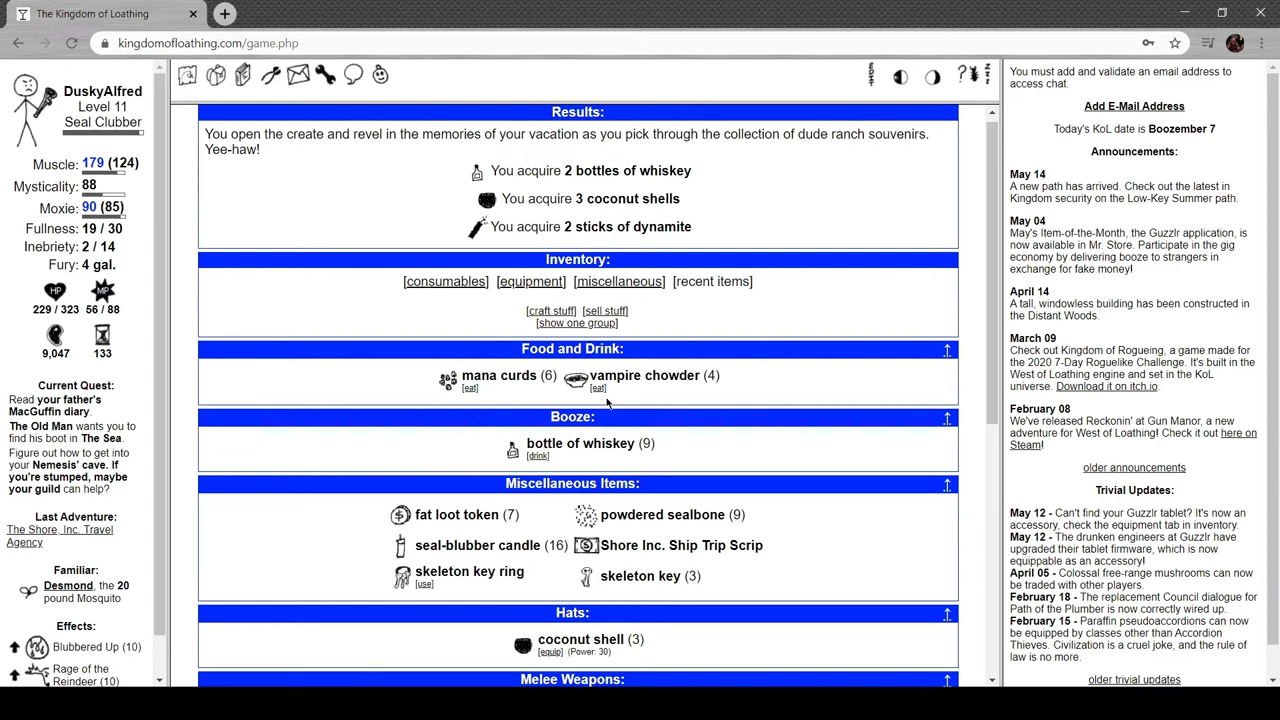 The Kingdom of Loathing
kingdomofloathing.com/game.php
DuskyAlfred
Level 11
Seal Clubber
Muscle: 179 (124)
Mysticality: 88
Moxie: 90 (85)
Fullness: 19 / 30
Inebriety: 2 / 14
Fury: 4 gal.
HP MP
229 / 323 56 / 88
9,047 133
Current Quest:
Read your father's
MacGuffin diary.
The Old Man wants you to
find his boot in The Sea.
Figure out how to get into
your Nemesis' cave. If
you're stumped, maybe
your guild can help?
Last Adventure:
The Shore, Inc. Travel
Agency
Familiar:
Desmond, the 20
pound Mosquito
Effects:
Blubbered Up (10)
Rage of the
Reindeer (10)
Results:
You open the create and revel in the memories of your vacation as you pick through the collection of dude ranch souvenirs.
Yee-haw!
You acquire 2 bottles of whiskey
You acquire 3 coconut shells
You acquire 2 sticks of dynamite
Inventory:
[consumables] [equipment] [miscellaneous] [recent items]
[craft stuff] [sell stuff]
[show one group]
Food and Drink:
mana curds (6) vampire chowder (4)
[eat] [eat]
Booze:
bottle of whiskey (9)
[drink]
Miscellaneous Items:
fat loot token (7) powdered sealbone (9)
seal-blubber candle (16) Shore Inc. Ship Trip Scrip
skeleton key ring skeleton key (3)
[use]
Hats:
coconut shell (3)
[equip] (Power: 30)
Melee Weapons:
You must add and validate an email address to
access chat.
Add E-Mail Address
Today's KoL date is Boozember 7
Announcements:
May 14
A new path has arrived. Check out the latest in
Kingdom security on the Low-Key Summer path.
May 04
May's Item-of-the-Month, the Guzzlr application, is
now available in Mr. Store. Participate in the gig
economy by delivering booze to strangers in
exchange for fake money!
April 14
A tall, windowless building has been constructed in
the Distant Woods.
March 09
Check out Kingdom of Rogueing, a game made for
the 2020 7-Day Roguelike Challenge. It's built in the
West of Loathing engine and set in the KoL
universe. Download it on itch.io.
February 08
We've released Reckonin' at Gun Manor, a new
adventure for West of Loathing! Check it out here on
Steam!
older announcements
Trivial Updates:
May 12 - Can't find your Guzzlr tablet? It's now an
accessory, check the equipment tab in inventory.
May 12 - The drunken engineers at Guzzlr have
upgraded their tablet firmware, which is now
equippable as an accessory!
April 05 - Colossal free-range mushrooms can now
be traded with other players.
February 18 - The replacement Council dialogue for
Path of the Plumber is now correctly wired up.
February 15 - Paraffin pseudoaccordions can now
be equipped by classes other than Accordion
Thieves. Civilization is a cruel joke, and the rule of
law is no more.
older trivial updates